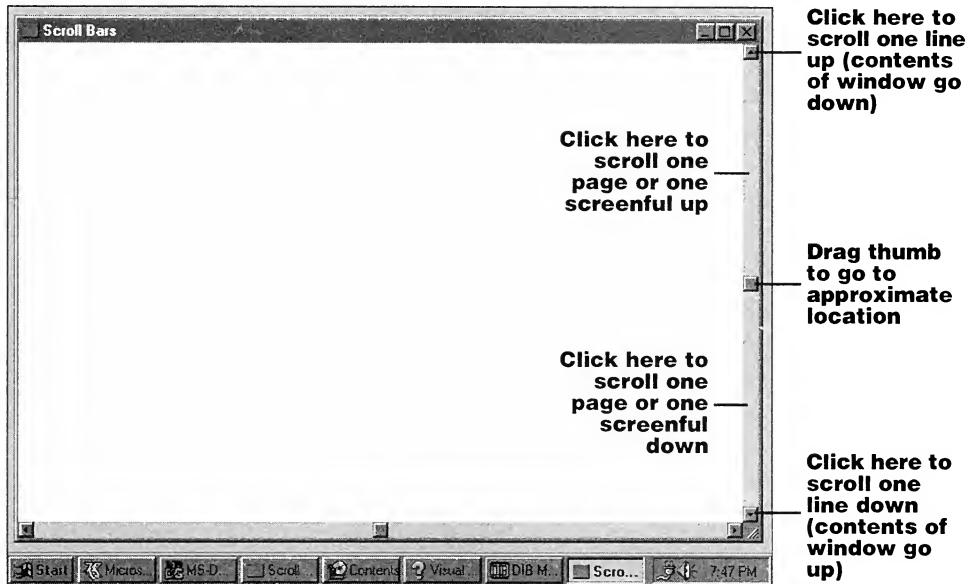 Scroll Bars
Click here to
scroll one line
up (contents
of window go
down)
Click here to
scroll one
page or one
screenful up
Drag thumb
to go to
approximate
location
Click here to
scroll one
page or one
screenful
down
Click here to
scroll one
line down
(contents of
window go
up)
Start
Micros...
MS-D...
Scroll...
Contents
Visual...
DIB M...
Scro...
7:47 PM